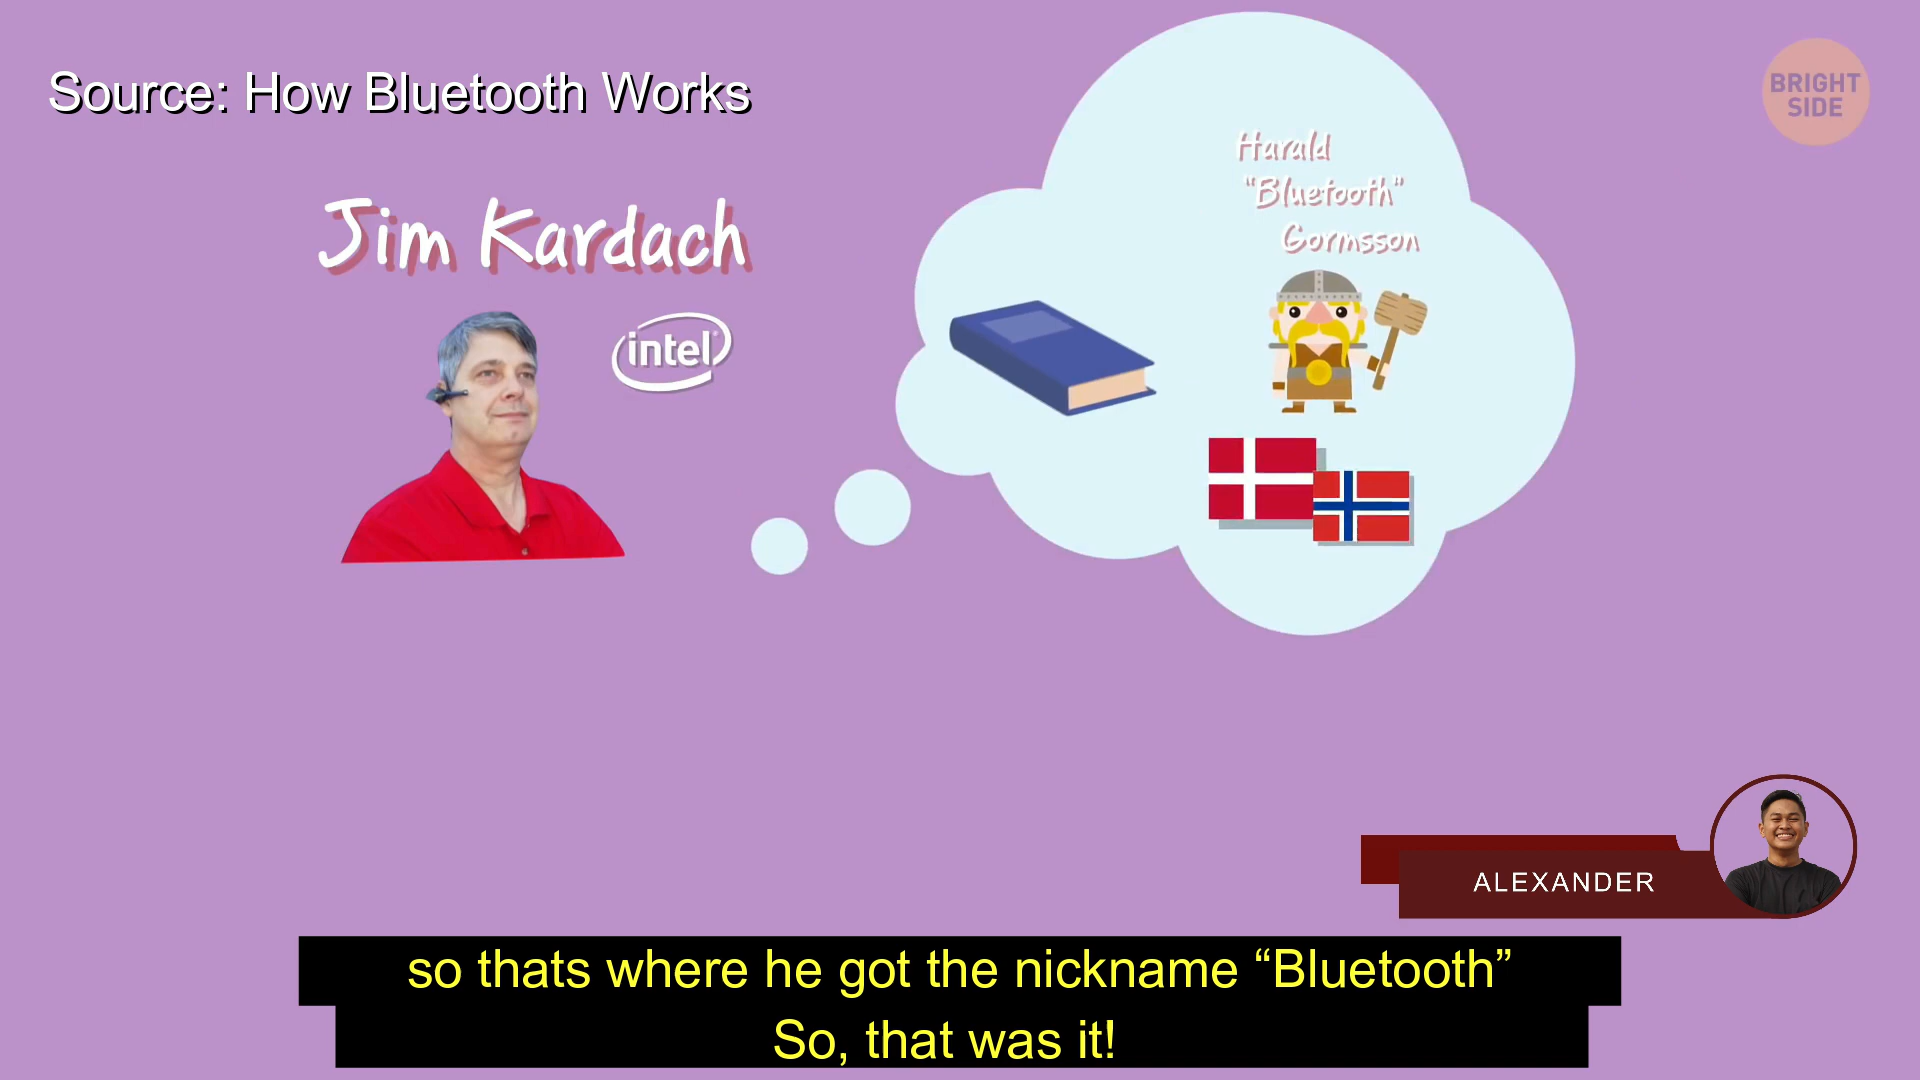 Source: How Bluetooth Works
BRIGHT
SIDE
Jim Kardach
intel
Harald
"Bluetooth"
Gormsson
ALEXANDER
so thats where he got the nickname “Bluetooth”
So, that was it!